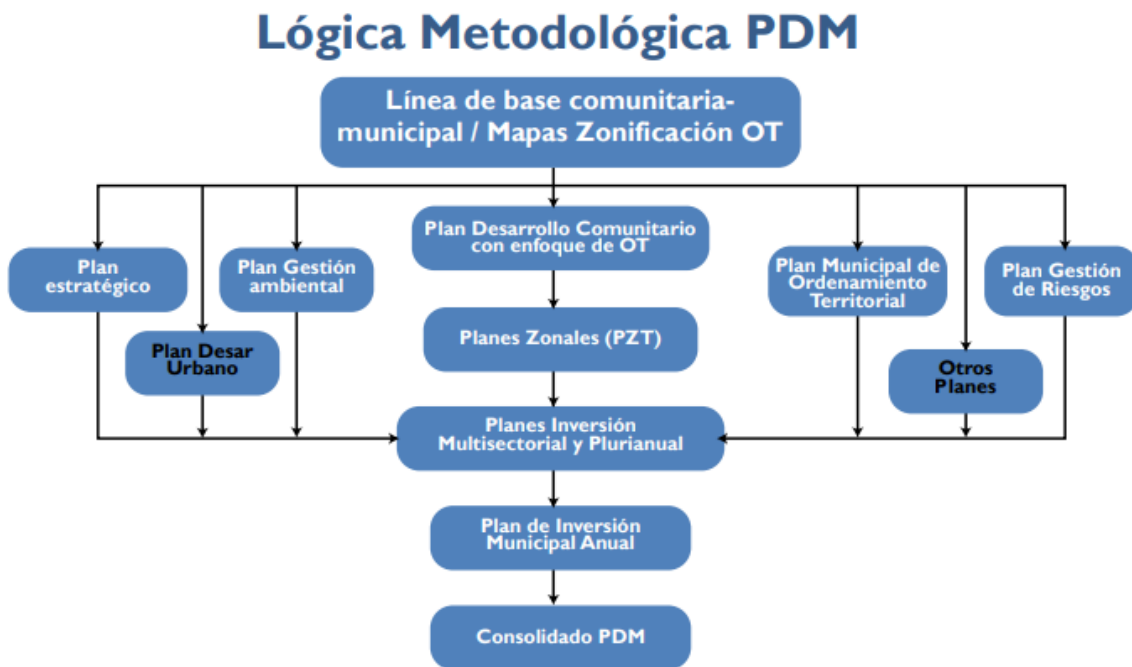 Lógica Metodológica PDM
Línea de base comunitaria-
municipal / Mapas Zonificación OT
Plan
estratégico
Plan Desar
Urbano
Plan Gestión
ambiental
Plan Desarrollo Comunitario
con enfoque de OT
Planes Zonales (PZT)
Plan Municipal de
Ordenamiento
Territorial
Otros
Planes
Plan Gestión
de Riesgos
Planes Inversión
Multisectorial y Plurianual
Plan de Inversión
Municipal Anual
Consolidado PDM